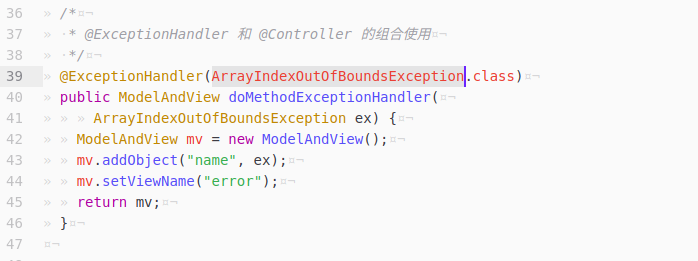 36 /*
37 * @ExceptionHandler 和 @Controller 的组合使用
38 */
39 @ExceptionHandler(ArrayIndexOutOfBoundsException.class)
40 public ModelAndView doMethodExceptionHandler(
41 ArrayIndexOutOfBoundsException ex) {
42 ModelAndView mv = new ModelAndView();
43 mv.addObject("name", ex);
44 mv.setViewName("error");
45 return mv;
46 }
47